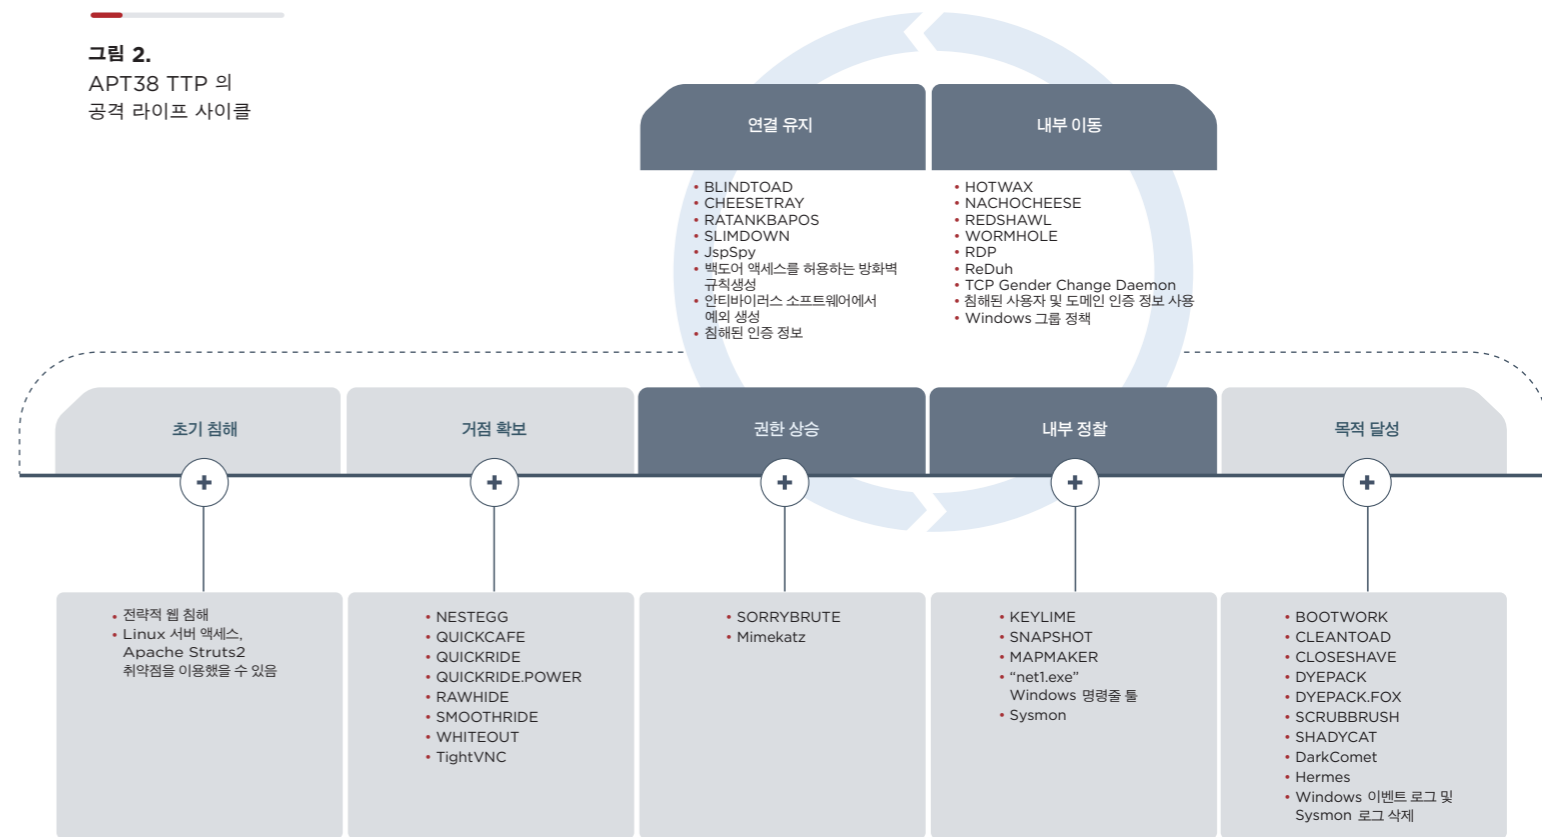 그림 2.
APT38 TTP 의
공격 라이프 사이클
연결 유지
• BLINDTOAD
• CHEESETRAY
• RATANKBAPOS
• SLIMDOWN
• JspSpy
• 백도어 액세스를 허용하는 방화벽
규칙생성
• 안티바이러스 소프트웨어에서
예외 생성
• 침해된 인증 정보
내부 이동
• HOTWAX
• NACHOCHEESE
• REDSHAWL
• WORMHOLE
• RDP
• ReDuh
• TCP Gender Change Daemon
• 침해된 사용자 및 도메인 인증 정보 사용
• Windows 그룹 정책
초기 침해
• 전략적 웹 침해
• Linux 서버 액세스,
Apache Struts2
취약점을 이용했을 수 있음
거점 확보
• NESTEGG
• QUICKCAFE
• QUICKRIDE
• QUICKRIDE.POWER
• RAWHIDE
• SMOOTHRIDE
• WHITEOUT
• TightVNC
권한 상승
• SORRYBRUTE
• Mimekatz
내부 정찰
• KEYLIME
• SNAPSHOT
• MAPMAKER
• “net1.exe”
Windows 명령줄 툴
• Sysmon
목적 달성
• BOOTWORK
• CLEANTOAD
• CLOSESHAVE
• DYEPACK
• DYEPACK.FOX
• SCRUBBRUSH
• SHADYCAT
• DarkComet
• Hermes
• Windows 이벤트 로그 및
Sysmon 로그 삭제